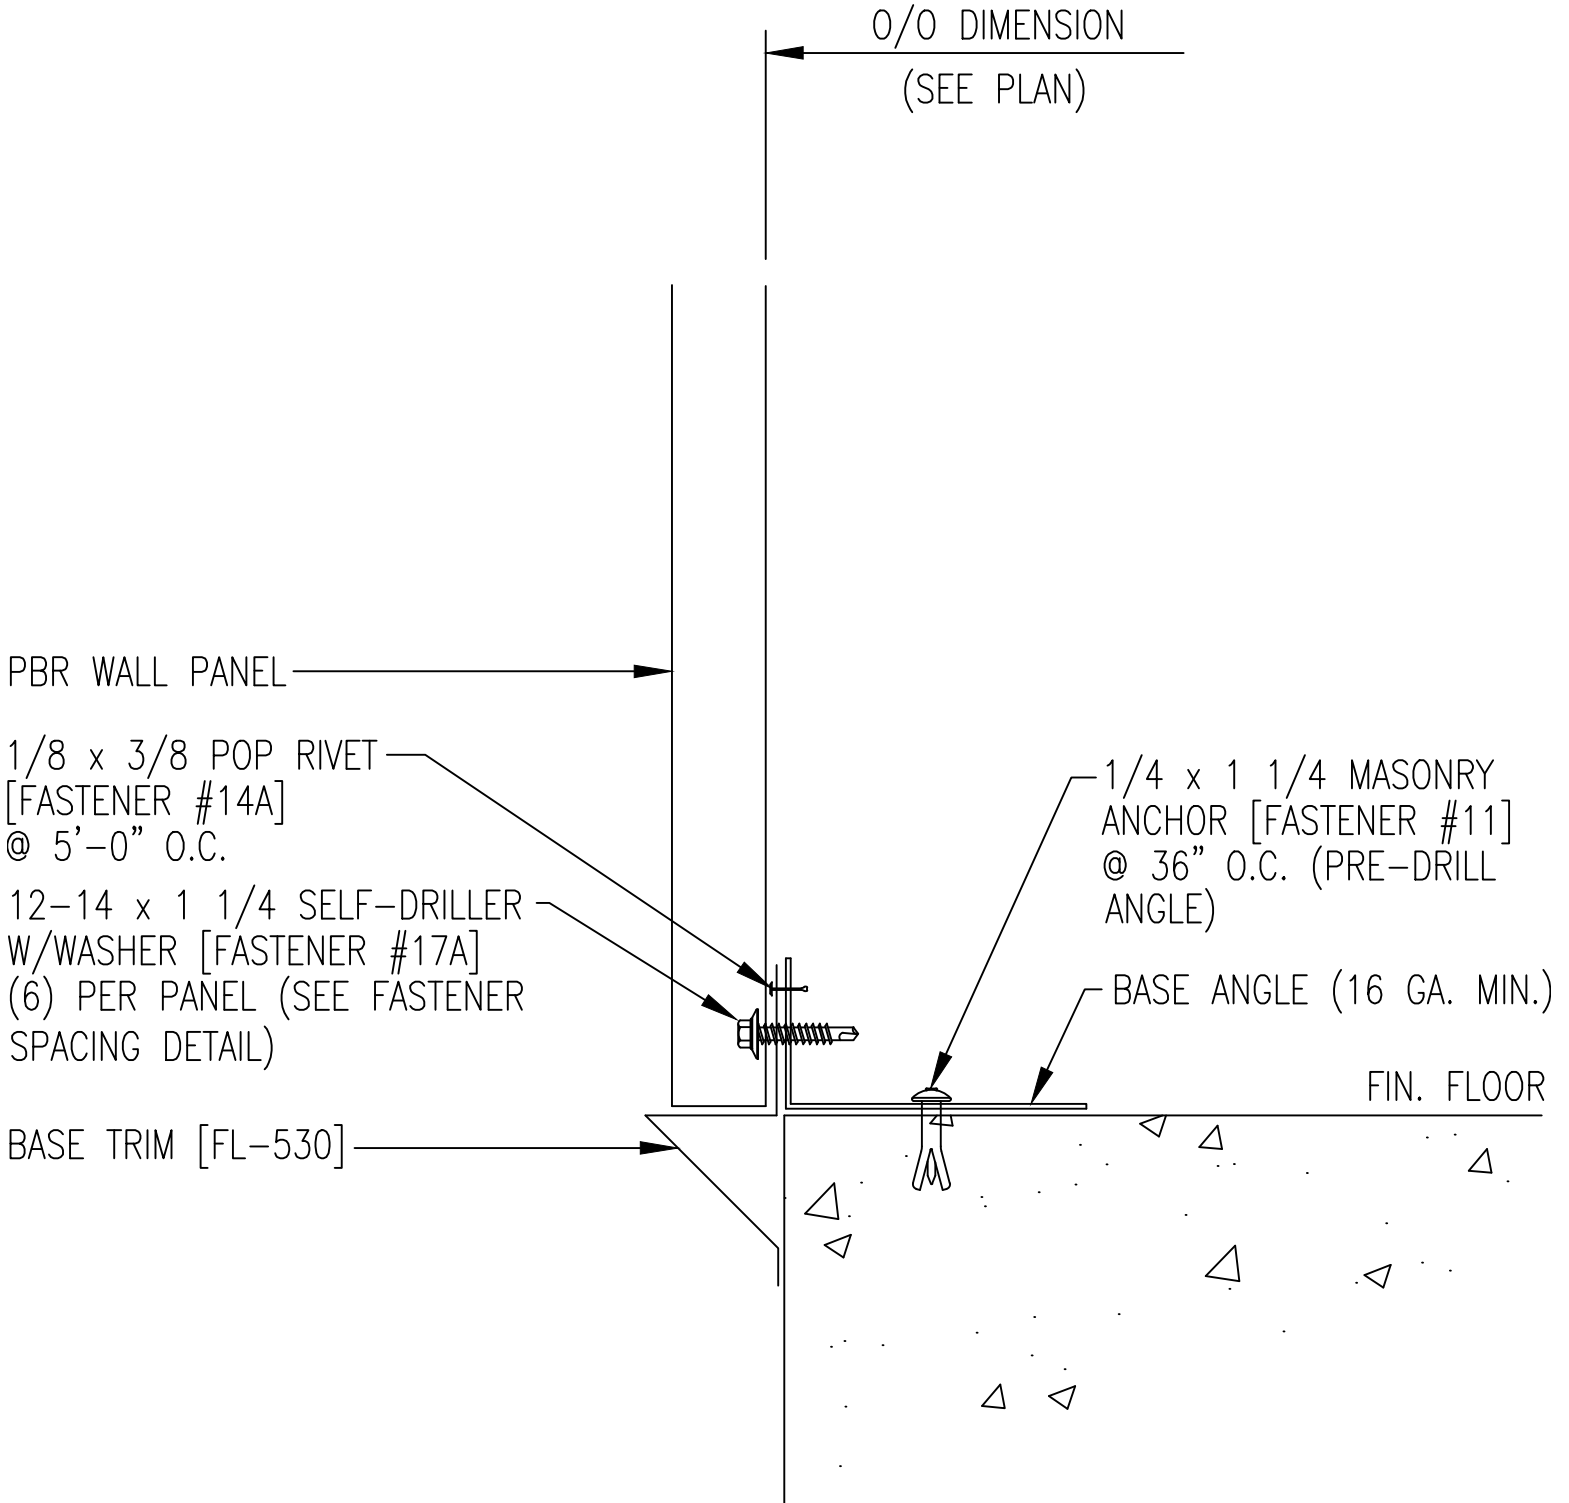 O/O DIMENSION
(SEE PLAN)
PBR WALL PANEL
1/8 x 3/8 POP RIVET
[FASTENER #14A]
@ 5'-0" O.C.
12-14 x 1 1/4 SELF-DRILLER
W/WASHER [FASTENER #17A]
(6) PER PANEL (SEE FASTENER
SPACING DETAIL)
BASE TRIM [FL-530]
1/4 x 1 1/4 MASONRY
ANCHOR [FASTENER #11]
@ 36" O.C. (PRE-DRILL
ANGLE)
BASE ANGLE (16 GA. MIN.)
FIN. FLOOR